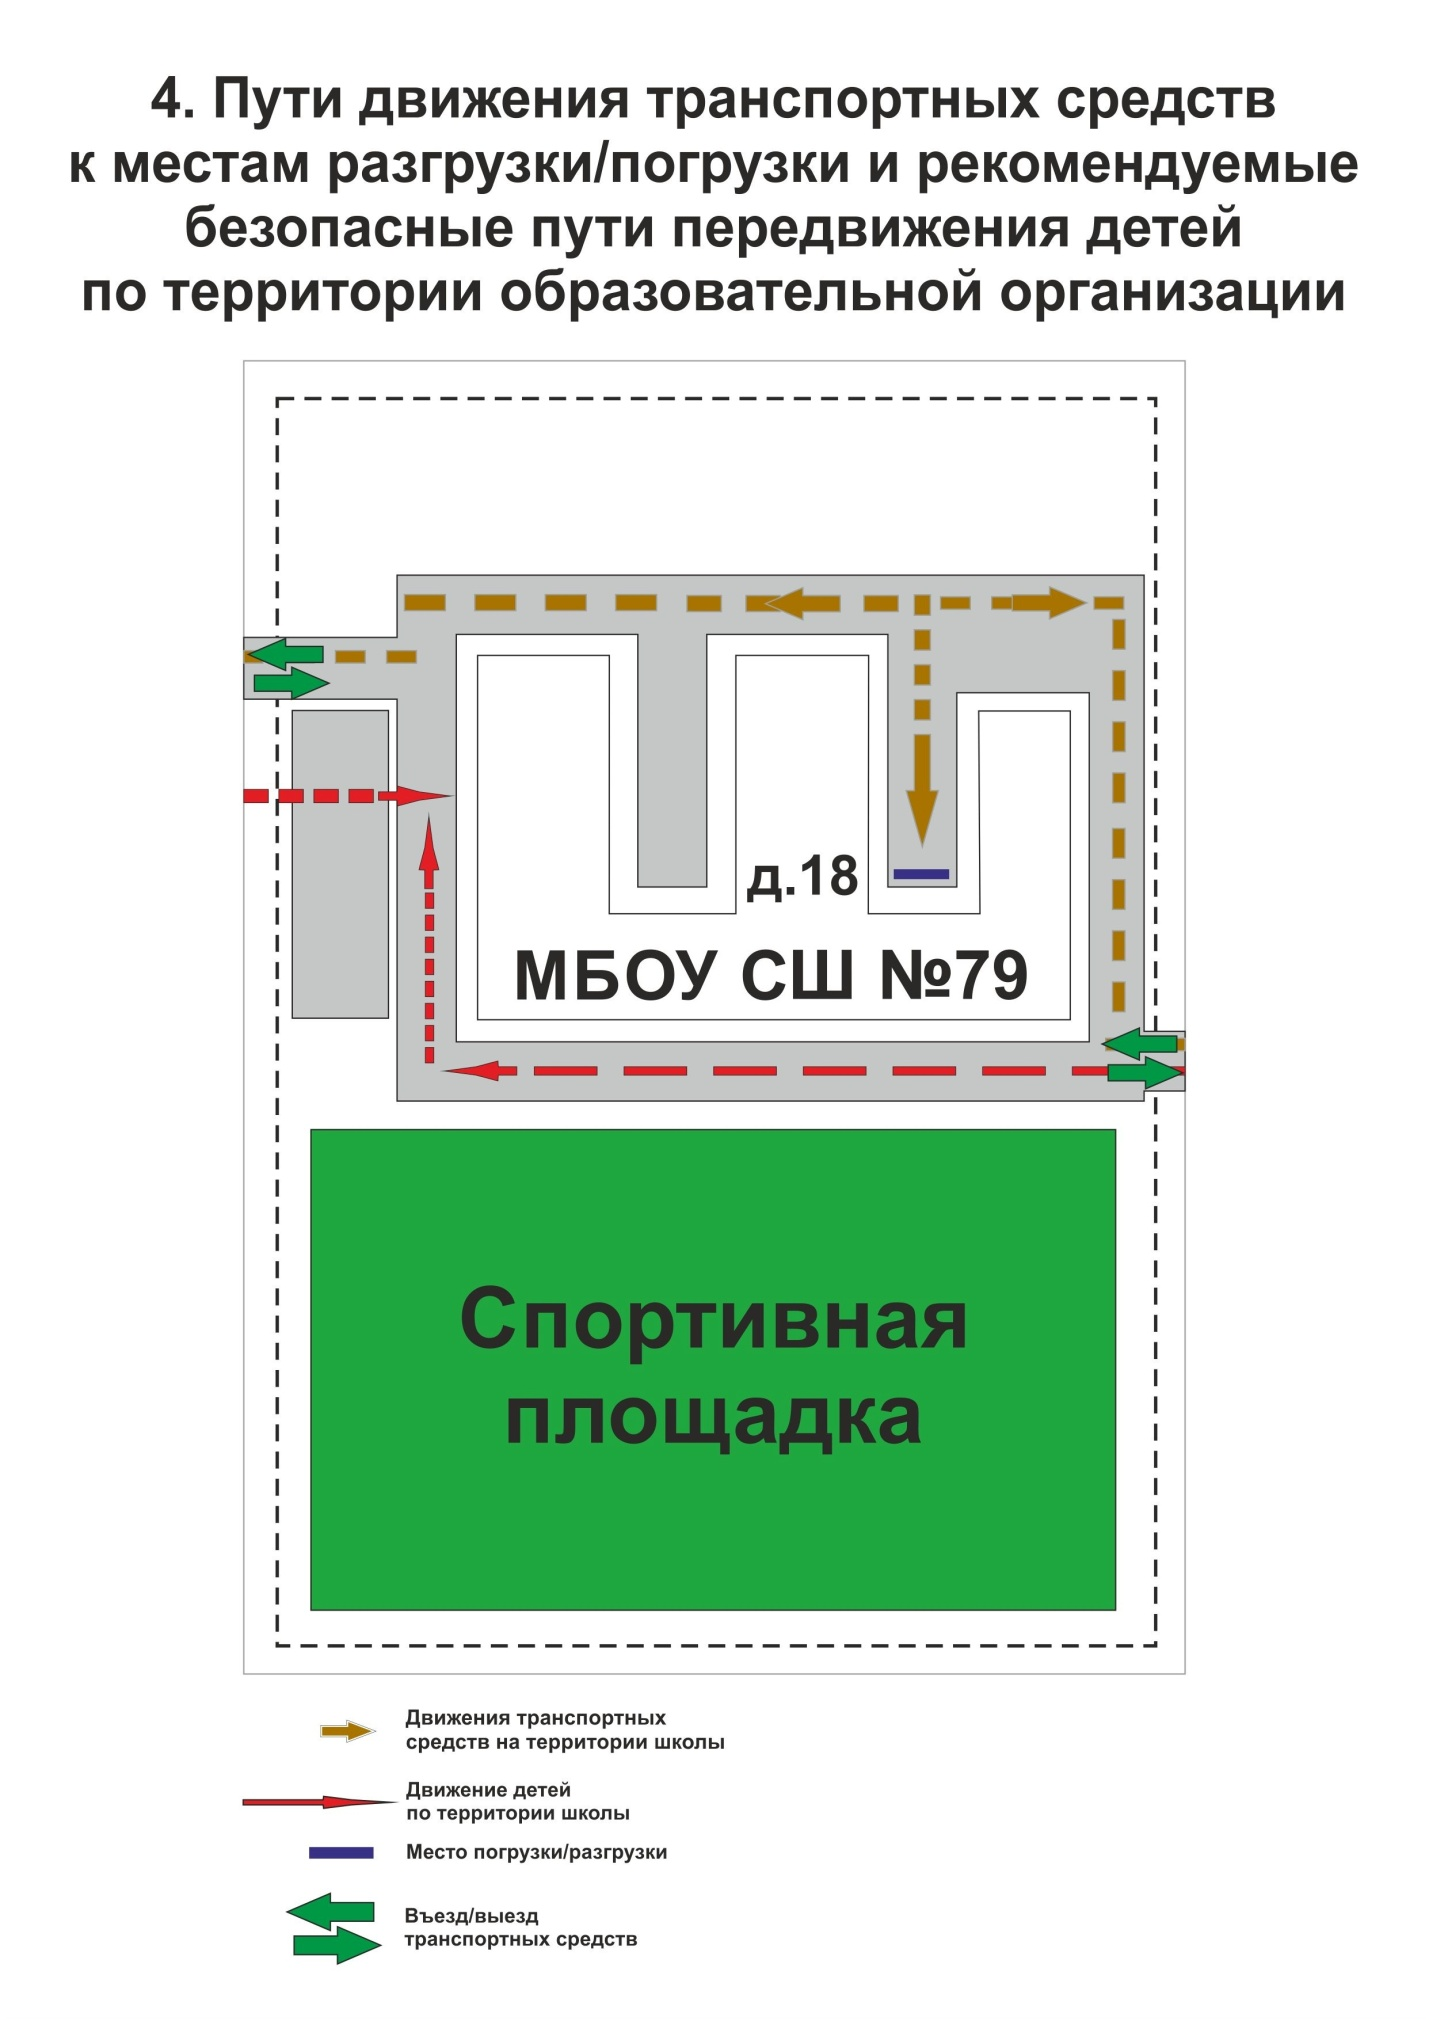 4. Пути движения транспортных средств
к местам разгрузки/погрузки и рекомендуемые
безопасные пути передвижения детей
по территории образовательной организации
д.18
МБОУ СШ №79
Спортивная
площадка
Движения транспортных
средств на территории школы
Движение детей
по территории школы
Место погрузки/разгрузки
Въезд/выезд
транспортных средств